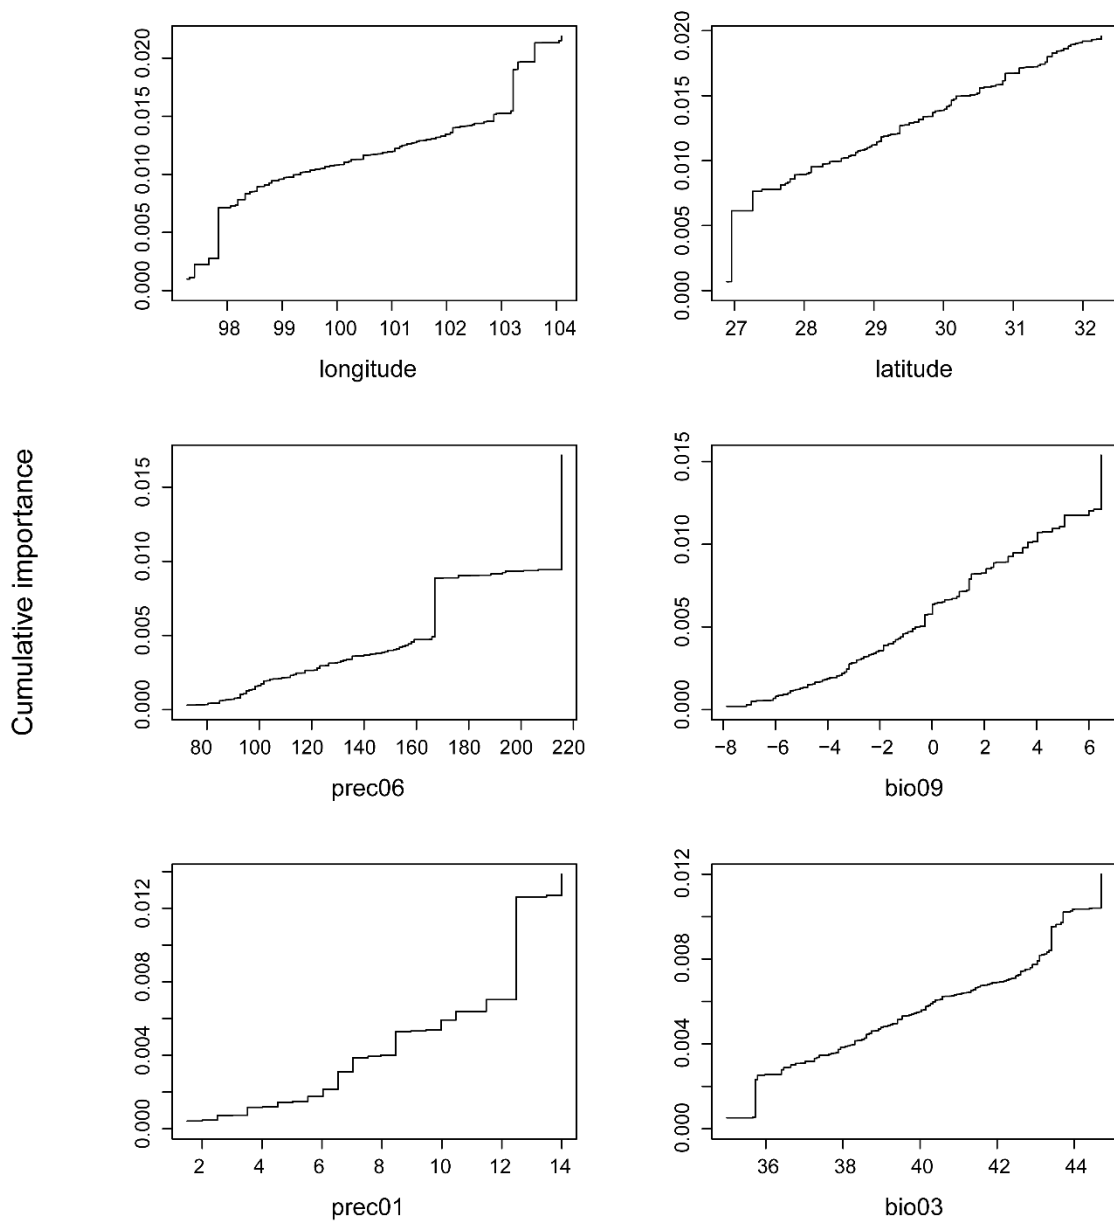 Cumulative importance
0.000 0.005 0.010 0.015 0.020
98 99 100 101 102 103 104
longitude
0.000 0.005 0.010 0.015 0.020
27 28 29 30 31 32
latitude
0.000 0.005 0.010 0.015
80 100 120 140 160 180 200 220
prec06
0.000 0.005 0.010 0.015
−8 −6 −4 −2 0 2 4 6
bio09
0.000 0.004 0.008 0.012
2 4 6 8 10 12 14
prec01
0.000 0.004 0.008 0.012
36 38 40 42 44
bio03